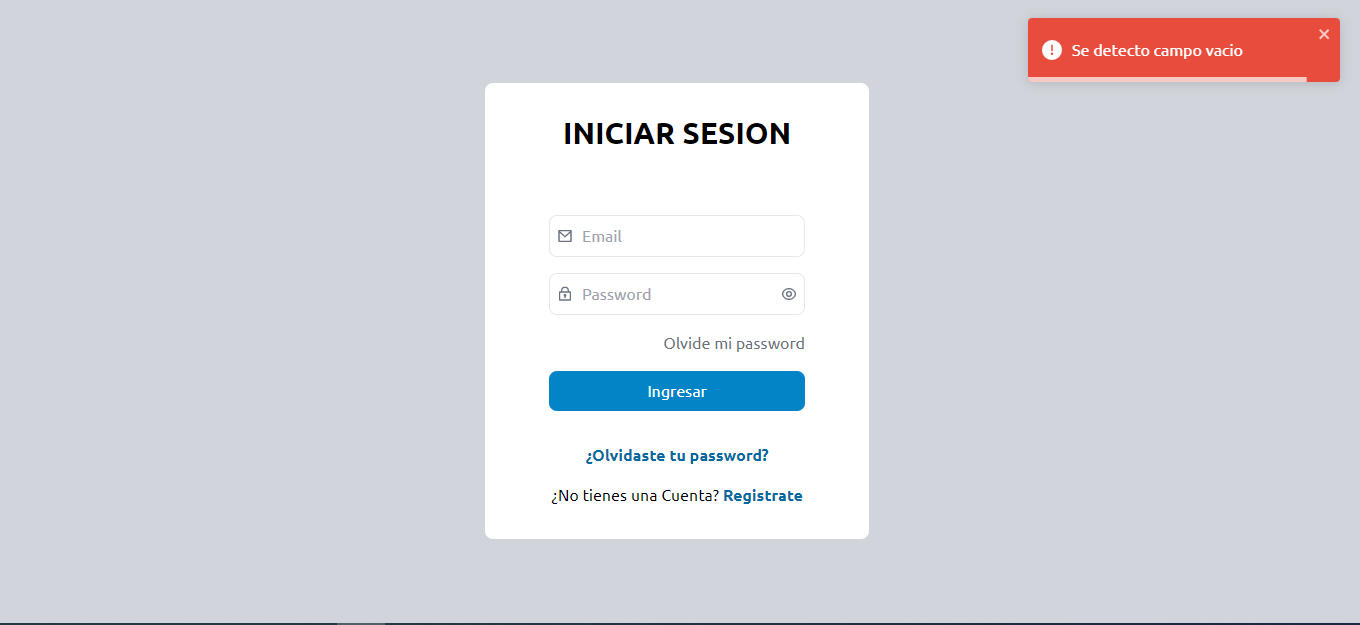 Se detecto campo vacio
INICIAR SESION
Email
Password
Olvide mi password
Ingresar
¿Olvidaste tu password?
¿No tienes una Cuenta? Registrate